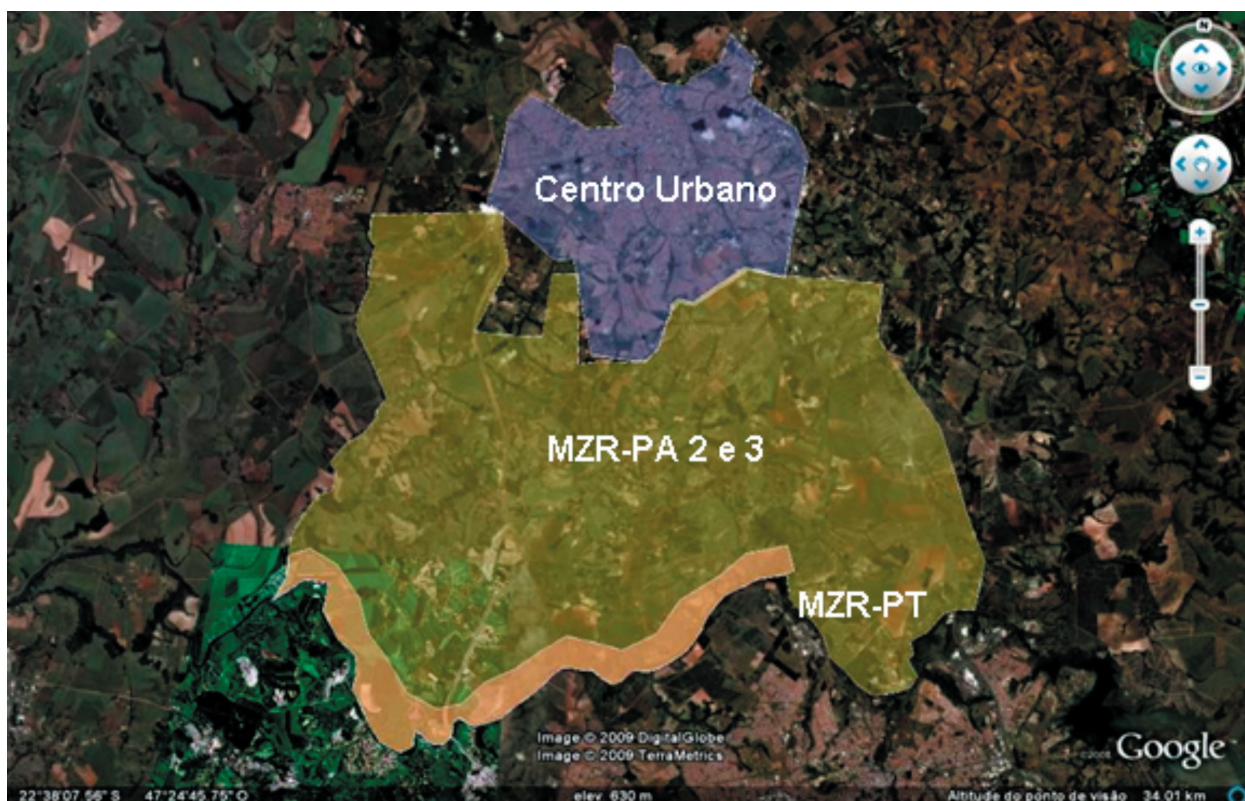 N
Centro Urbano
MZR-PA 2 e 3
MZR-PT
Image © 2009 DigitalGlobe
Image © 2009 TerraMetrics
©2009 Google
22°38'07.56" S 47°24'45.75" O elev 630 m Altitude do ponto de visão 34.01 km